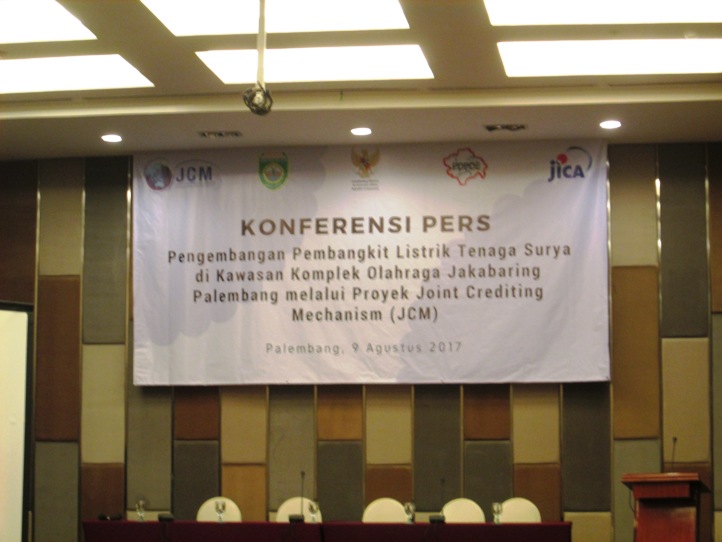 JCM
PDPDE
jICA
KONFERENSI PERS
Pengembangan Pembangkit Listrik Tenaga Surya
di Kawasan Komplek Olahraga Jakabaring
Palembang melalui Proyek Joint Crediting
Mechanism (JCM)
Palembang, 9 Agustus 2017